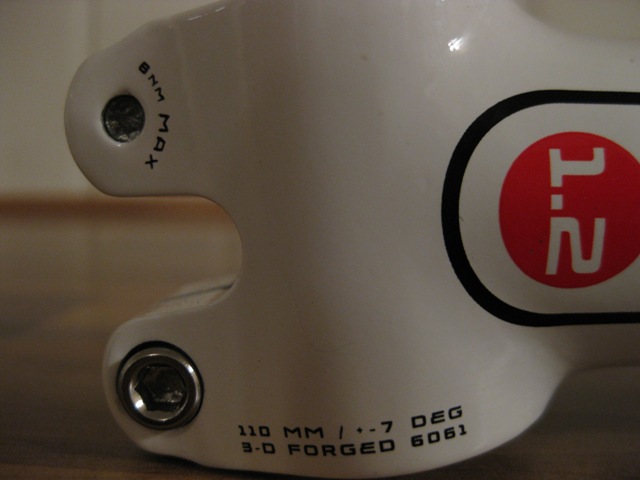 8NM MAX
1.2
110 MM / +-7 DEG
3-D FORGED 6061